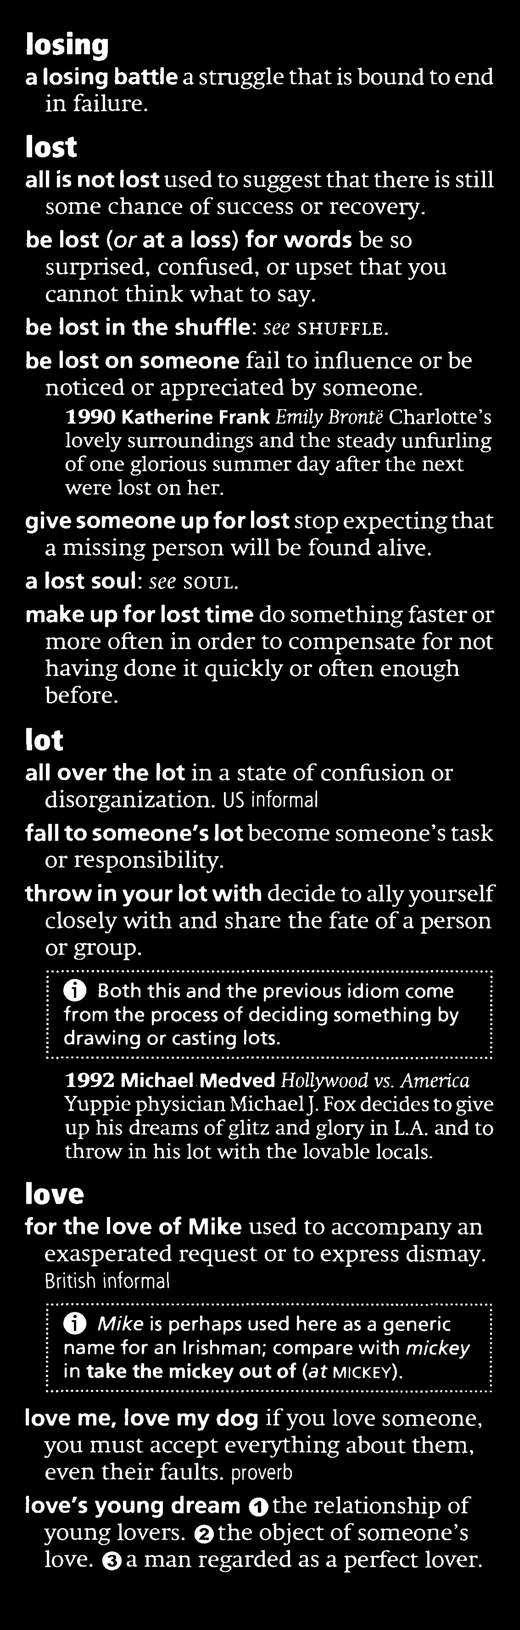 losing
a losing battle a struggle that is bound to end
in failure.
lost
all is not lost used to suggest that there is still
some chance of success or recovery.
be lost (or at a loss) for words be so
surprised, confused, or upset that you
cannot think what to say.
be lost in the shuffle: see SHUFFLE.
be lost on someone fail to influence or be
noticed or appreciated by someone.
1990 Katherine Frank Emily Brontë Charlotte's
lovely surroundings and the steady unfurling
of one glorious summer day after the next
were lost on her.
give someone up for lost stop expecting that
a missing person will be found alive.
a lost soul: see SOUL.
make up for lost time do something faster or
more often in order to compensate for not
having done it quickly or often enough
before.
lot
all over the lot in a state of confusion or
disorganization. US informal
fall to someone's lot become someone's task
or responsibility.
throw in your lot with decide to ally yourself
closely with and share the fate of a person
or group.
i Both this and the previous idiom come
from the process of deciding something by
drawing or casting lots.
1992 Michael Medved Hollywood vs. America
Yuppie physician Michael J. Fox decides to give
up his dreams of glitz and glory in L.A. and to
throw in his lot with the lovable locals.
love
for the love of Mike used to accompany an
exasperated request or to express dismay.
British informal
i Mike is perhaps used here as a generic
name for an Irishman; compare with mickey
in take the mickey out of (at MICKEY).
love me, love my dog if you love someone,
you must accept everything about them,
even their faults. proverb
love's young dream ❶ the relationship of
young lovers. ❷ the object of someone's
love. ❸ a man regarded as a perfect lover.